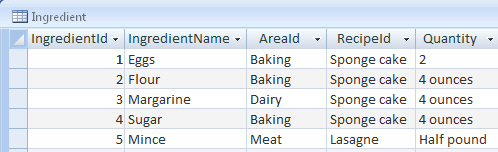 Ingredient
IngredientId IngredientName AreaId RecipeId Quantity
1 Eggs Baking Sponge cake 2
2 Flour Baking Sponge cake 4 ounces
3 Margarine Dairy Sponge cake 4 ounces
4 Sugar Baking Sponge cake 4 ounces
5 Mince Meat Lasagne Half pound